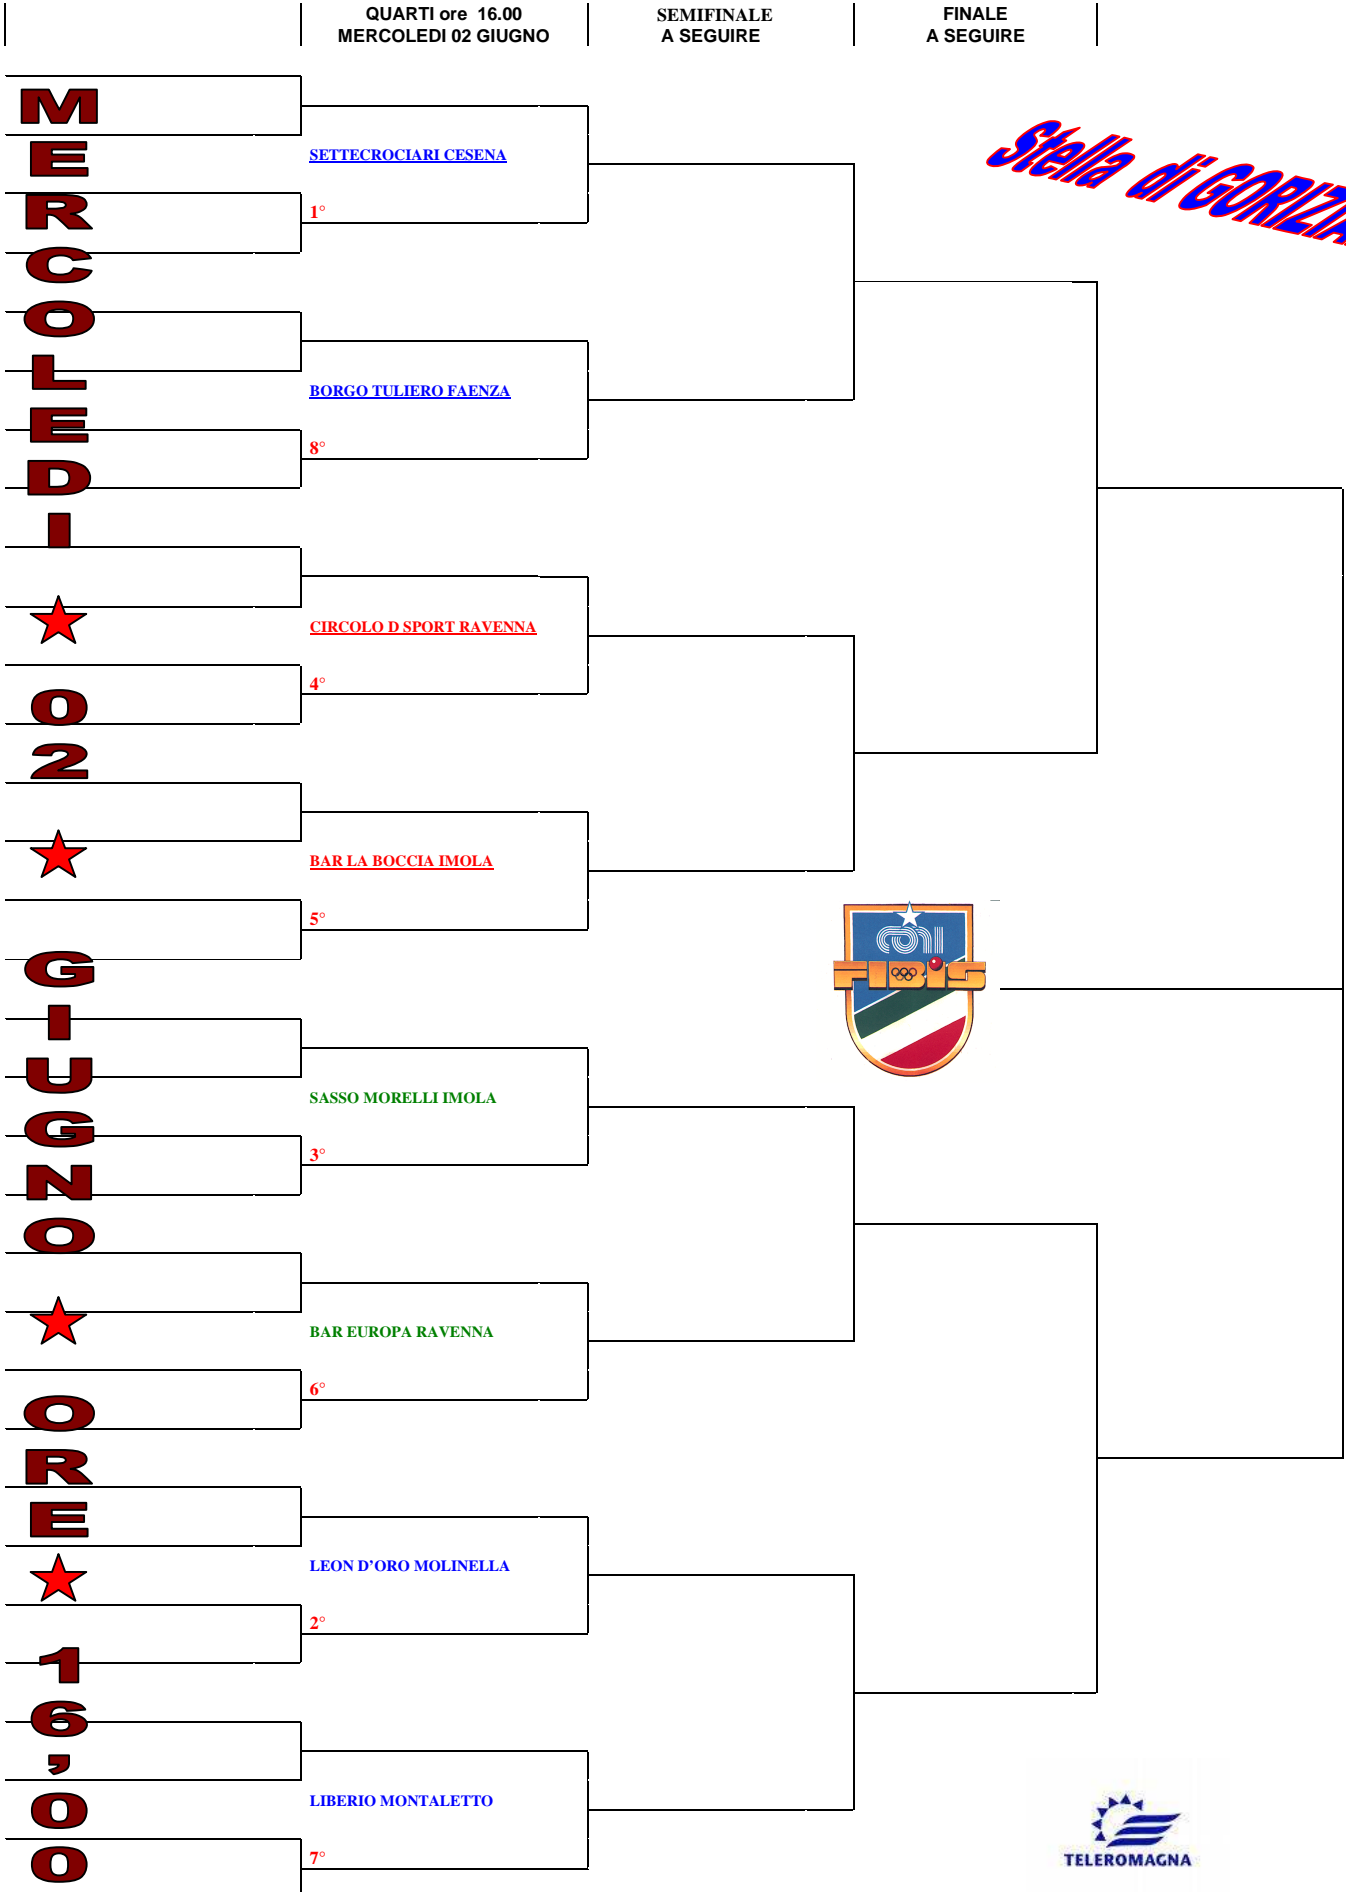 QUARTI ore 16.00
MERCOLEDI 02 GIUGNO
SEMIFINALE
A SEGUIRE
FINALE
A SEGUIRE
MERCOLEDI ★ 02 ★ GIUGNO ★ ORE ★ 16,00
Stella di GORIZIA
SETTECROCIARI CESENA
1°
BORGO TULIERO FAENZA
8°
CIRCOLO D SPORT RAVENNA
4°
BAR LA BOCCIA IMOLA
5°
CONI
FIBiS
SASSO MORELLI IMOLA
3°
BAR EUROPA RAVENNA
6°
LEON D’ORO MOLINELLA
2°
LIBERIO MONTALETTO
7°
TELEROMAGNA